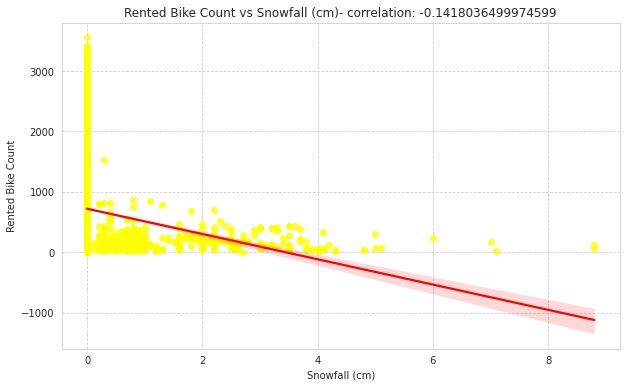 Rented Bike Count vs Snowfall (cm)- correlation: -0.1418036499974599
3000
2000
1000
0
−1000
Rented Bike Count
0 2 4 6 8
Snowfall (cm)